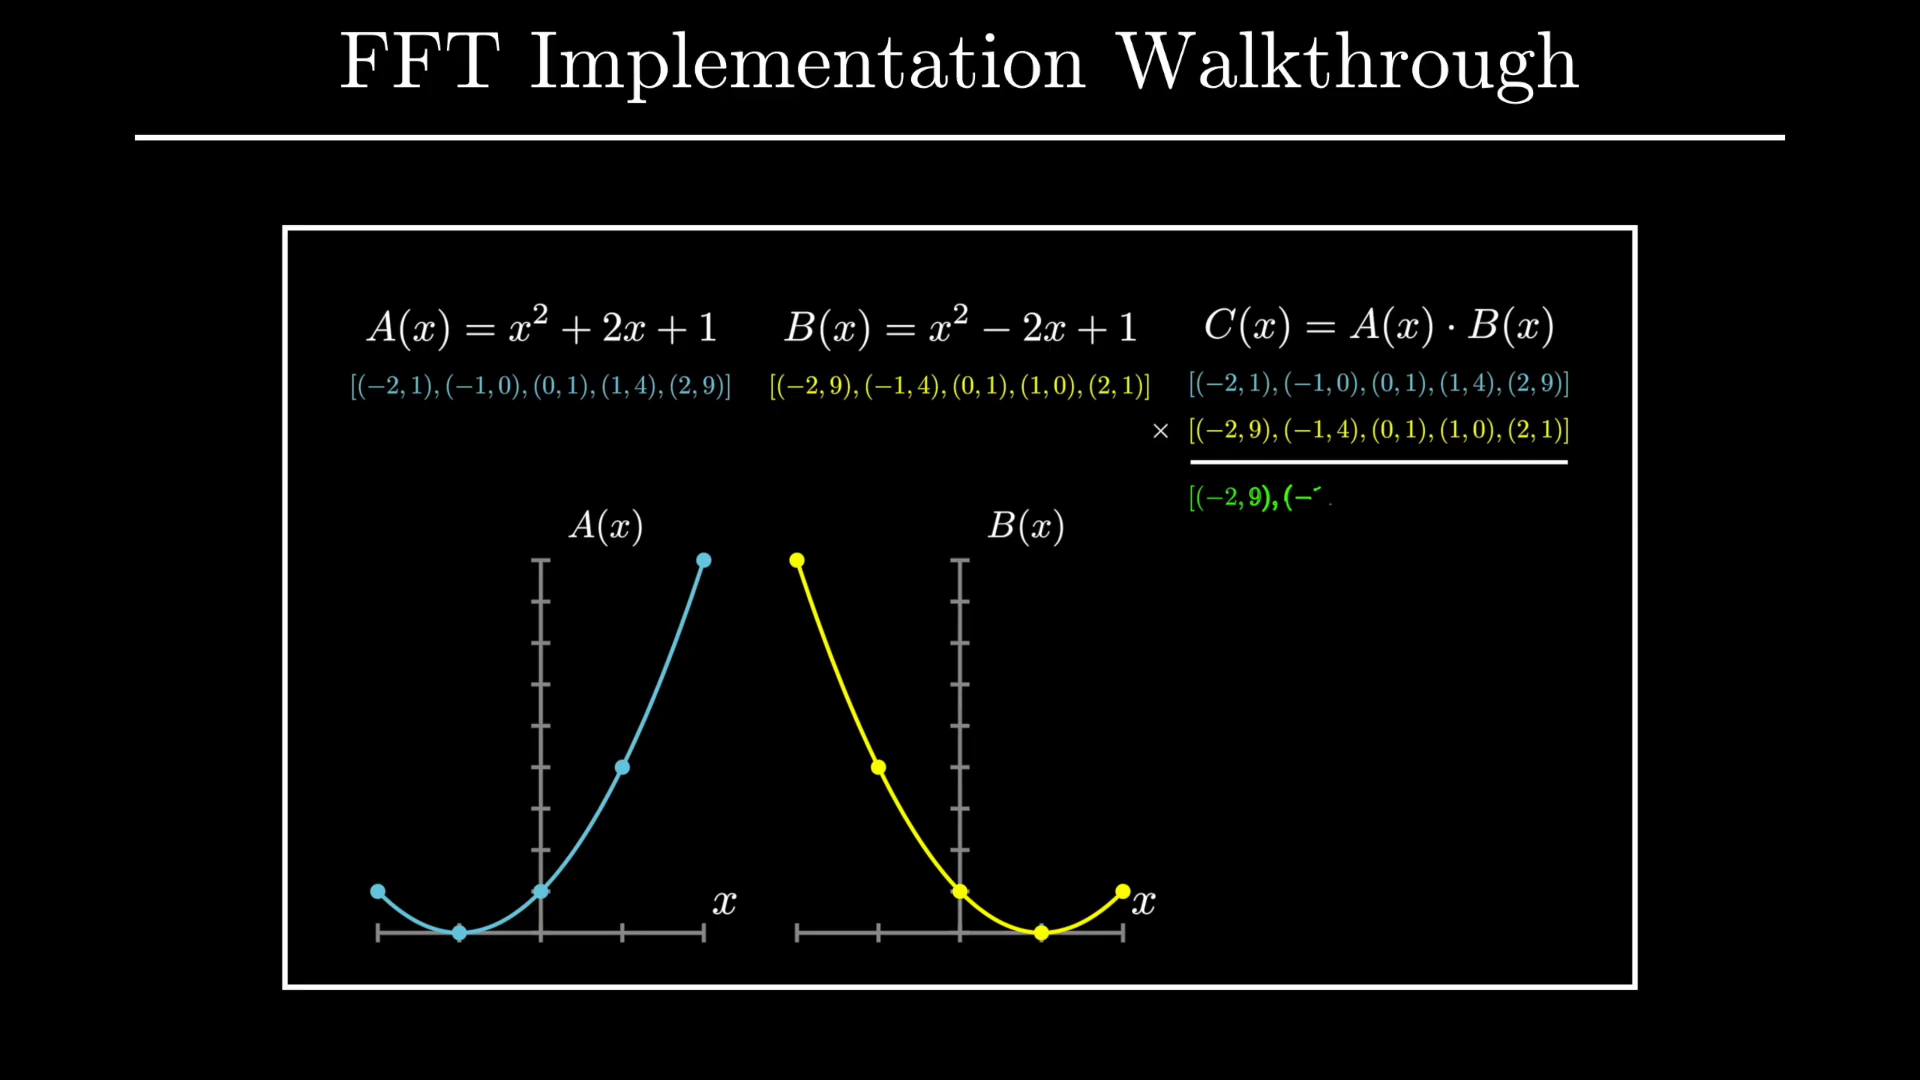 FFT Implementation Walkthrough
A(x) = x² + 2x + 1
[(−2, 1), (−1, 0), (0, 1), (1, 4), (2, 9)]
B(x) = x² − 2x + 1
[(−2, 9), (−1, 4), (0, 1), (1, 0), (2, 1)]
C(x) = A(x) · B(x)
[(−2, 1), (−1, 0), (0, 1), (1, 4), (2, 9)]
× [(−2, 9), (−1, 4), (0, 1), (1, 0), (2, 1)]
[(−2, 9), (−
A(x)
x
B(x)
x